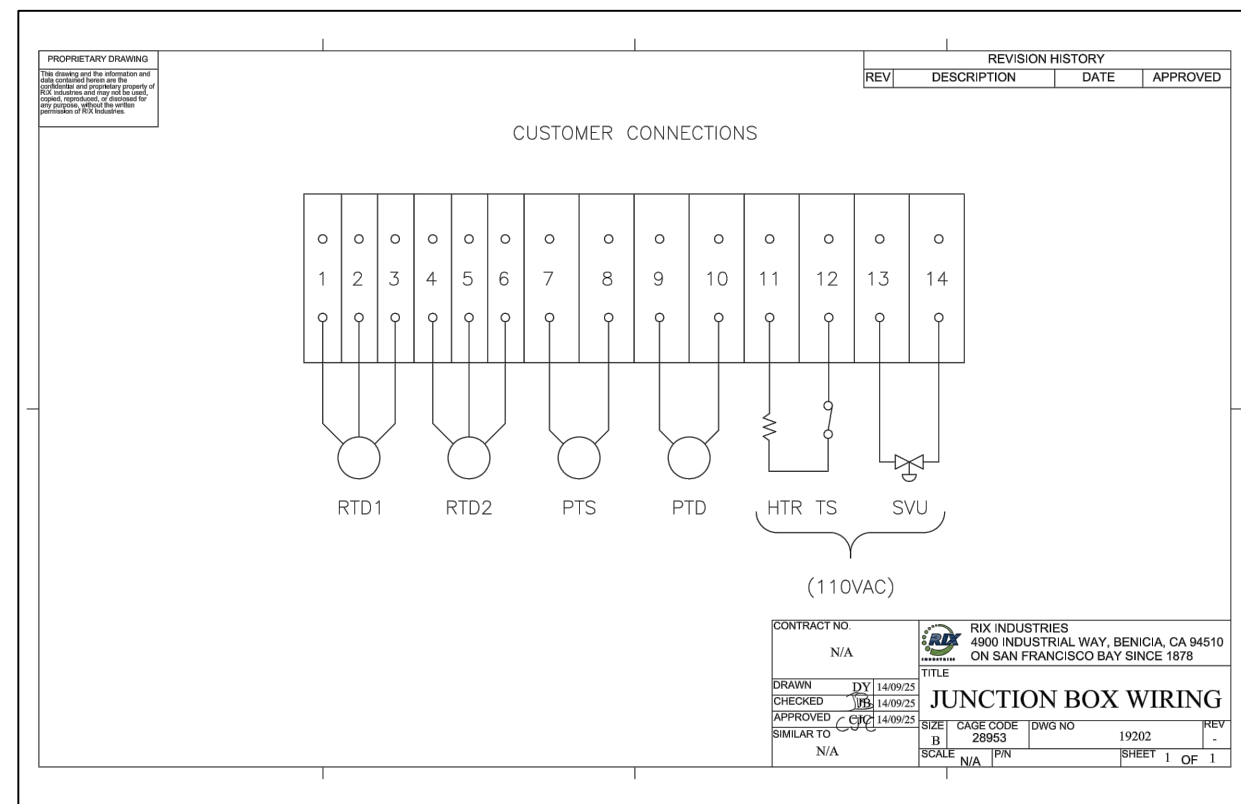 PROPRIETARY DRAWING
This drawing and the information and
data contained herein are the
confidential and proprietary property of
RIX Industries and may not be used,
copied, reproduced, or disclosed for
any purpose, without the written
permission of RIX Industries.
REVISION HISTORY
REV DESCRIPTION DATE APPROVED
CUSTOMER CONNECTIONS
1 2 3 4 5 6 7 8 9 10 11 12 13 14
RTD1 RTD2 PTS PTD HTR TS SVU
(110VAC)
CONTRACT NO.
N/A
DRAWN DY 14/09/25
CHECKED JB 14/09/25
APPROVED CJC 14/09/25
SIMILAR TO
N/A
RIX
INDUSTRIES
RIX INDUSTRIES
4900 INDUSTRIAL WAY, BENICIA, CA 94510
ON SAN FRANCISCO BAY SINCE 1878
TITLE
JUNCTION BOX WIRING
SIZE B
CAGE CODE 28953
DWG NO 19202
REV -
SCALE N/A
P/N
SHEET 1 OF 1